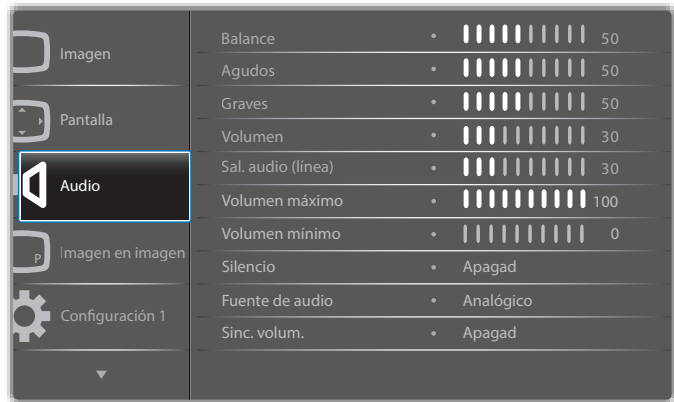 Imagen
Pantalla
Audio
P
Imagen en imagen
Configuración 1
Balance • 50
Agudos • 50
Graves • 50
Volumen • 30
Sal. audio (línea) • 30
Volumen máximo • 100
Volumen mínimo • 0
Silencio • Apagad
Fuente de audio • Analógico
Sinc. volum. • Apagad